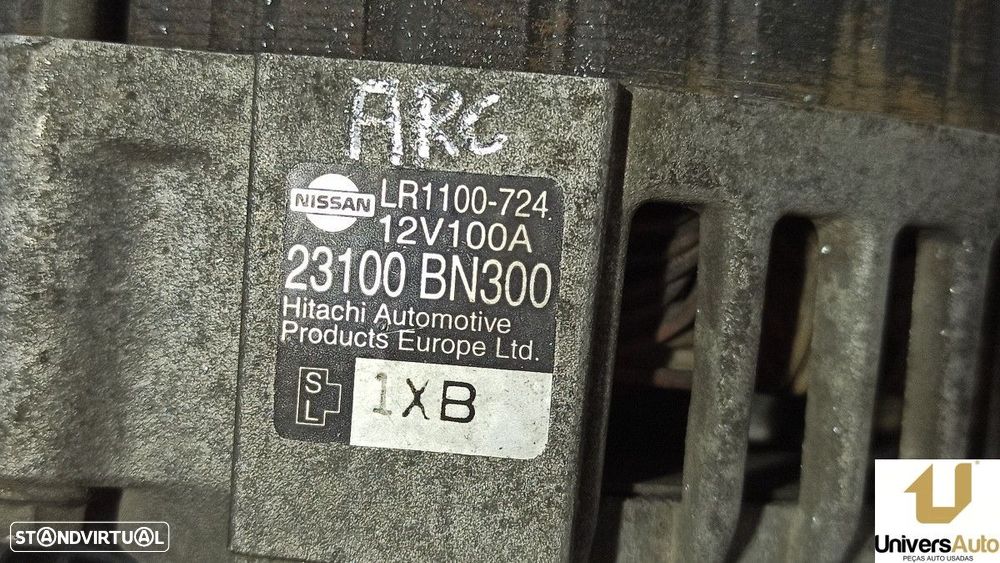 ARC
NISSAN
LR1100-724
12V100A
23100 BN300
Hitachi Automotive
Products Europe Ltd.
S
L
1XB
STANDVIRTUAL
UniversAuto
PEÇAS AUTO USADAS